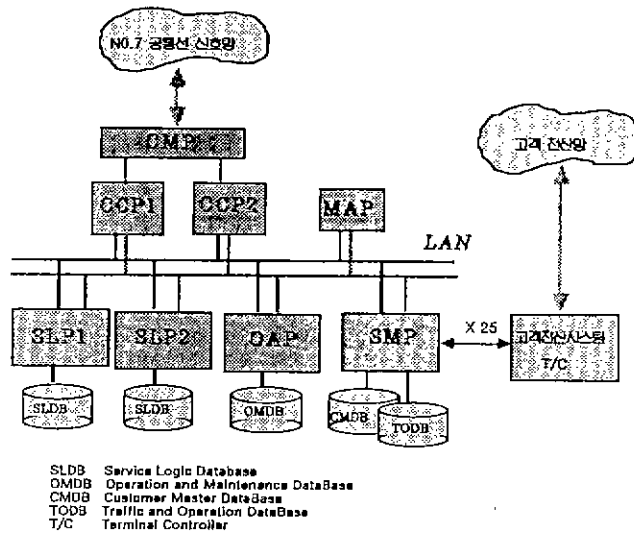 NO.7 공통선 신호망
CMP
고객 전산망
CCP1
CCP2
MAP
LAN
SLP1
SLP2
OAP
SMP
X 25
고객전산시스템
T/C
SLDB
SLDB
OMDB
CMDB
TODB
SLDB Service Logic Database
OMDB Operation and Maintenance DataBase
CMDB Customer Master DataBase
TODB Traffic and Operation DataBase
T/C Terminal Controller